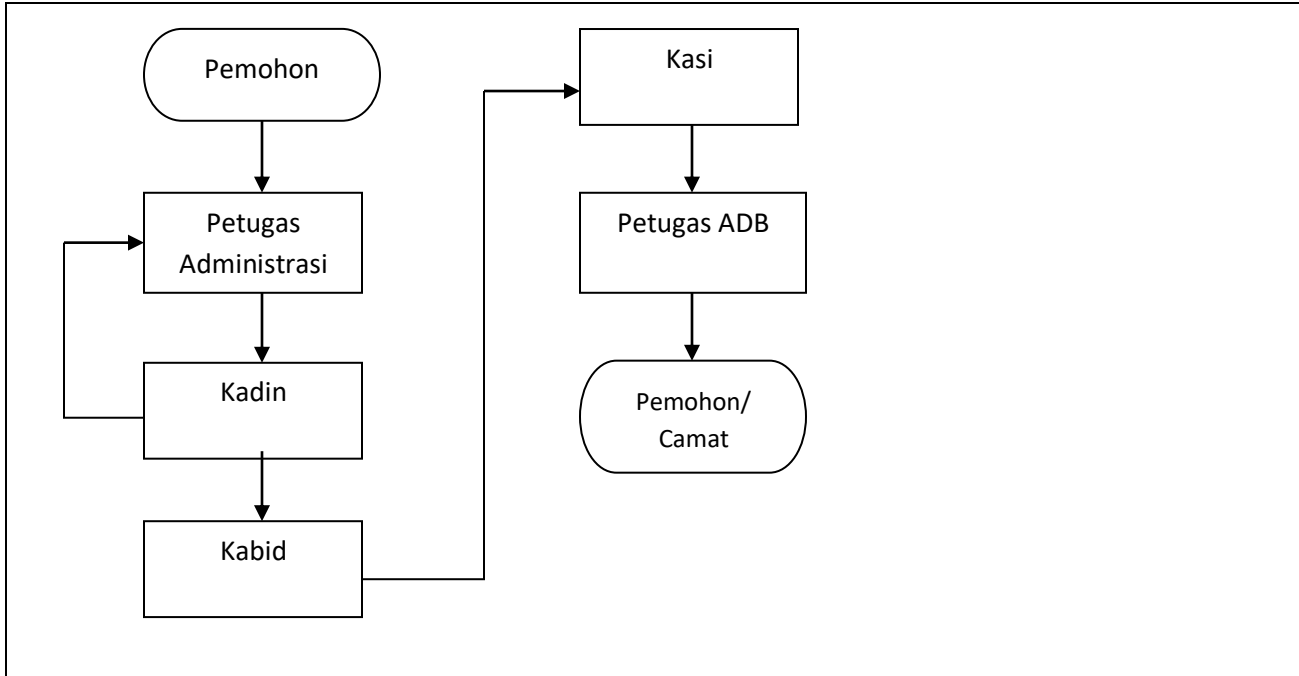 Pemohon
Petugas
Administrasi
Kadin
Kabid
Kasi
Petugas ADB
Pemohon/
Camat